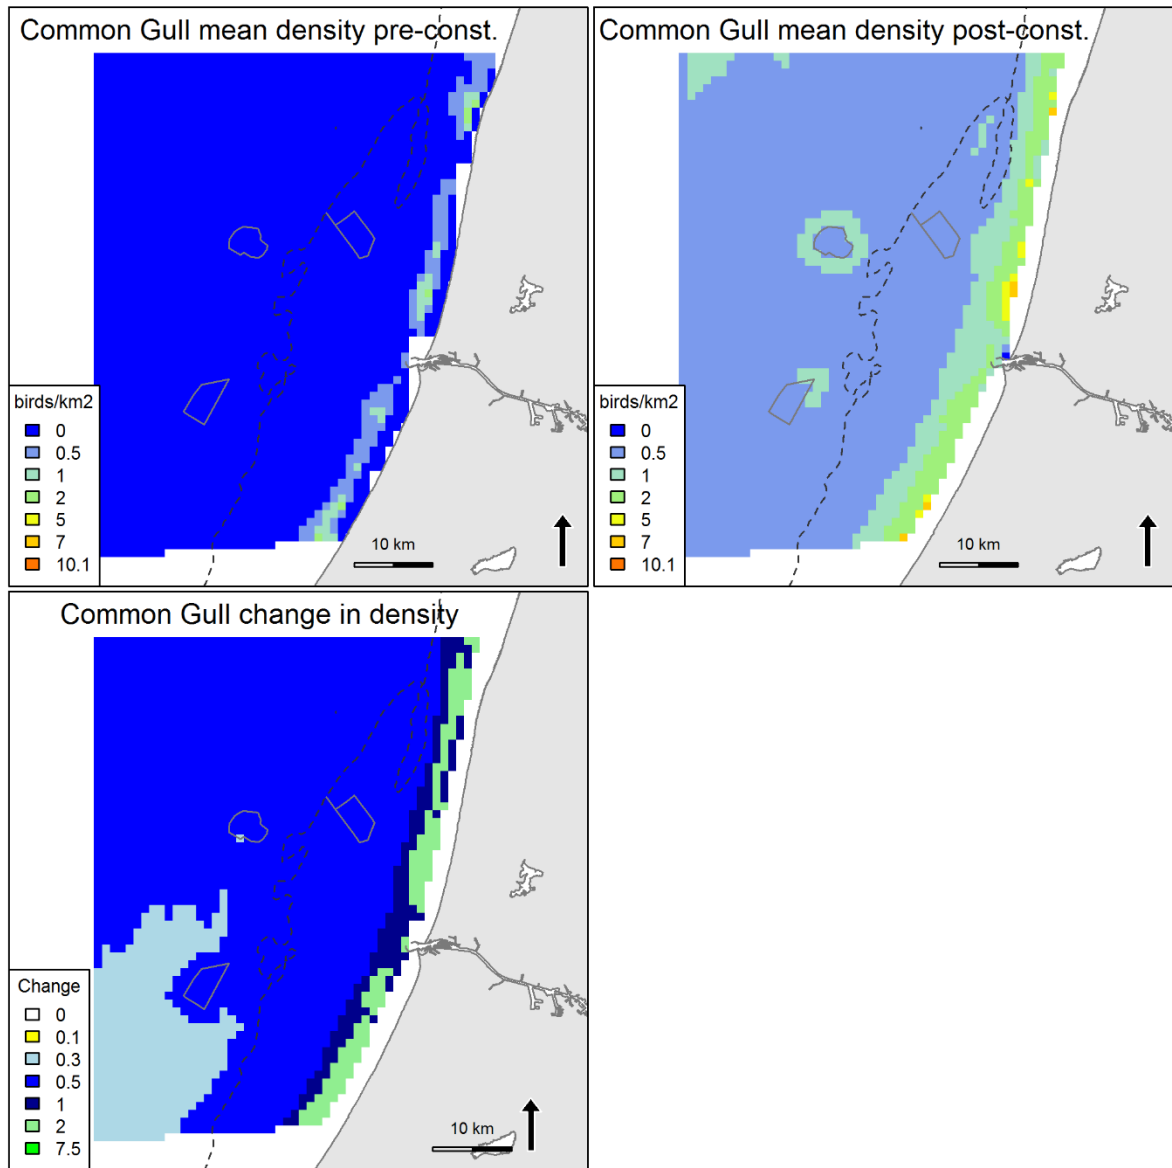 Common Gull mean density pre-const.
birds/km2
0
0.5
1
2
5
7
10.1
10 km
Common Gull mean density post-const.
birds/km2
0
0.5
1
2
5
7
10.1
10 km
Common Gull change in density
Change
0
0.1
0.3
0.5
1
2
7.5
10 km